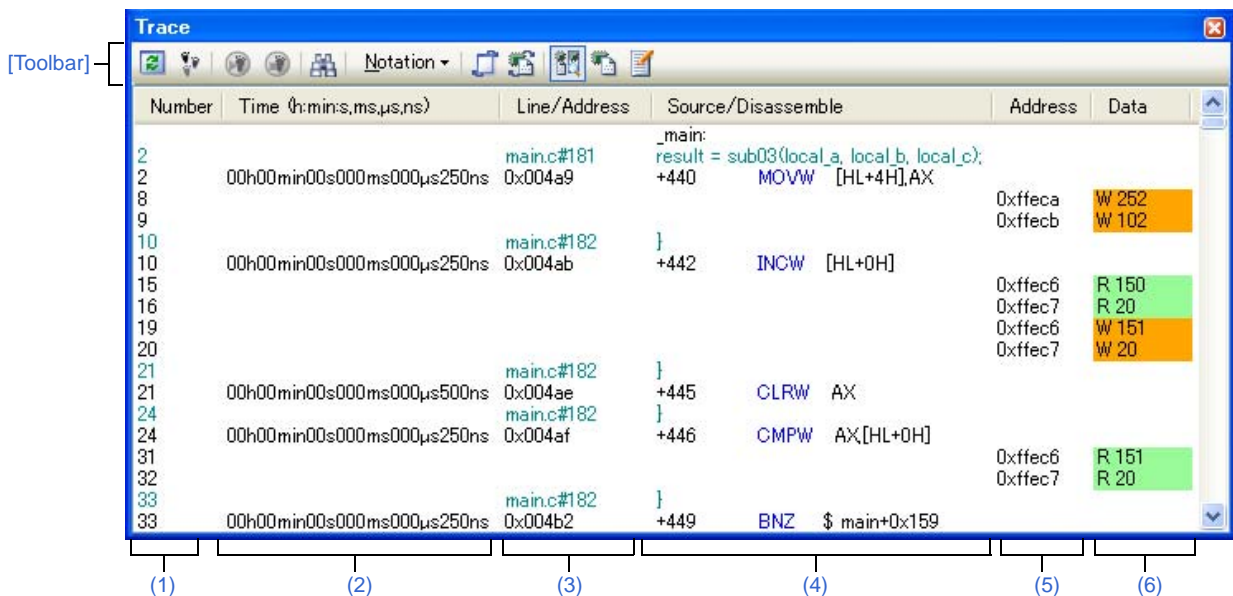 Trace
[Toolbar]
Notation
Number Time (h:min:s,ms,µs,ns) Line/Address Source/Disassemble Address Data
_main:
2 main.c#181 result = sub03(local_a, local_b, local_c);
2 00h00min00s000ms000µs250ns 0x004a9 +440 MOVW [HL+4H],AX
8 0xffeca W 252
9 0xffecb W 102
10 main.c#182 }
10 00h00min00s000ms000µs250ns 0x004ab +442 INCW [HL+0H]
15 0xffec6 R 150
16 0xffec7 R 20
19 0xffec6 W 151
20 0xffec7 W 20
21 main.c#182 }
21 00h00min00s000ms000µs500ns 0x004ae +445 CLRW AX
24 main.c#182 }
24 00h00min00s000ms000µs250ns 0x004af +446 CMPW AX,[HL+0H]
31 0xffec6 R 151
32 0xffec7 R 20
33 main.c#182 }
33 00h00min00s000ms000µs250ns 0x004b2 +449 BNZ $ main+0x159
(1) (2) (3) (4) (5) (6)